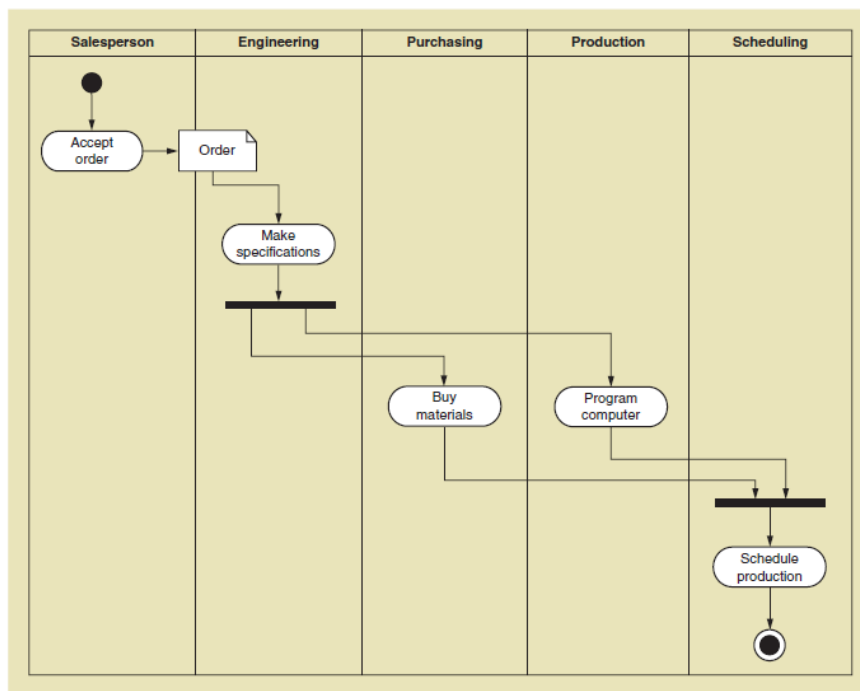 Salesperson
Engineering
Purchasing
Production
Scheduling
Accept
order
Order
Make
specifications
Buy
materials
Program
computer
Schedule
production